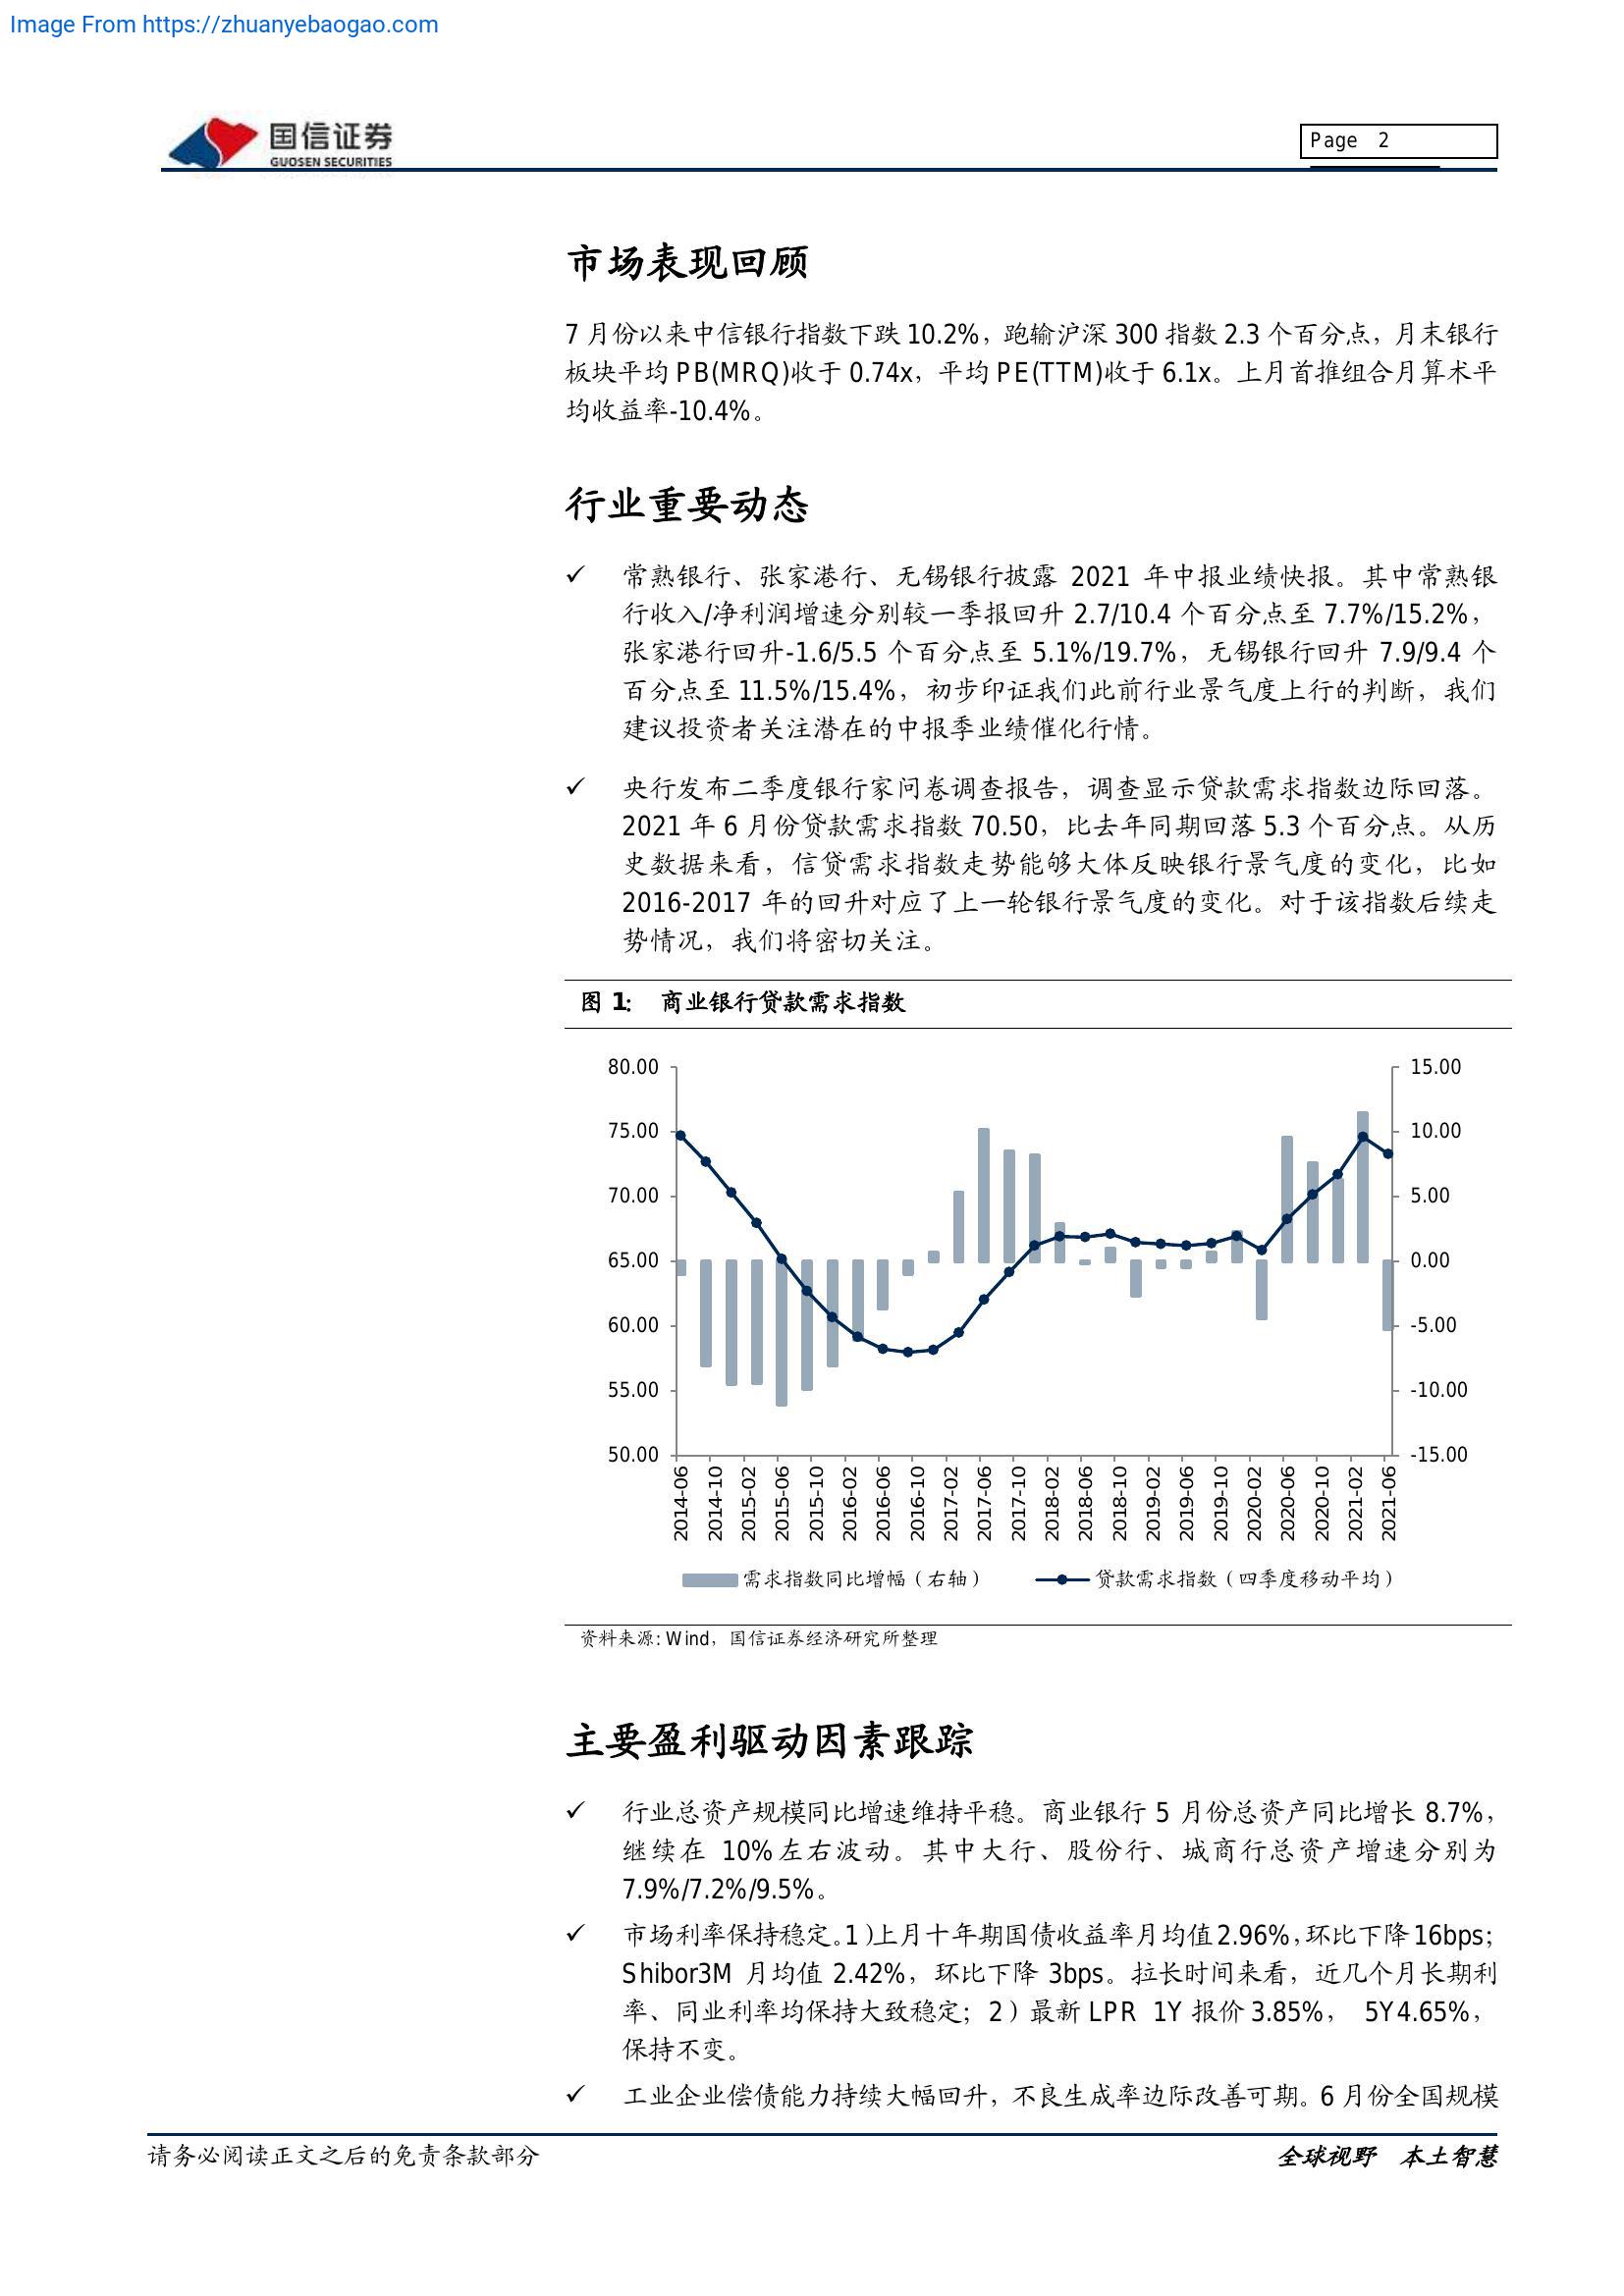 Image From https://zhuanyebaogao.com
国信证券
GUOSEN SECURITIES
Page 2
市场表现回顾
7 月份以来中信银行指数下跌 10.2%，跑输沪深 300 指数 2.3 个百分点，月末银行
板块平均 PB(MRQ)收于 0.74x，平均 PE(TTM)收于 6.1x。上月首推组合月算术平
均收益率-10.4%。
行业重要动态
✓ 常熟银行、张家港行、无锡银行披露 2021 年中报业绩快报。其中常熟银
行收入/净利润增速分别较一季报回升 2.7/10.4 个百分点至 7.7%/15.2%，
张家港行回升-1.6/5.5 个百分点至 5.1%/19.7%，无锡银行回升 7.9/9.4 个
百分点至 11.5%/15.4%，初步印证我们此前行业景气度上行的判断，我们
建议投资者关注潜在的中报季业绩催化行情。
✓ 央行发布二季度银行家问卷调查报告，调查显示贷款需求指数边际回落。
2021 年 6 月份贷款需求指数 70.50，比去年同期回落 5.3 个百分点。从历
史数据来看，信贷需求指数走势能够大体反映银行景气度的变化，比如
2016-2017 年的回升对应了上一轮银行景气度的变化。对于该指数后续走
势情况，我们将密切关注。
图 1： 商业银行贷款需求指数
80.00
75.00
70.00
65.00
60.00
55.00
50.00
15.00
10.00
5.00
0.00
-5.00
-10.00
-15.00
2014-06
2014-10
2015-02
2015-06
2015-10
2016-02
2016-06
2016-10
2017-02
2017-06
2017-10
2018-02
2018-06
2018-10
2019-02
2019-06
2019-10
2020-02
2020-06
2020-10
2021-02
2021-06
需求指数同比增幅（右轴）
贷款需求指数（四季度移动平均）
资料来源: Wind，国信证券经济研究所整理
主要盈利驱动因素跟踪
✓ 行业总资产规模同比增速维持平稳。商业银行 5 月份总资产同比增长 8.7%，
继续在 10%左右波动。其中大行、股份行、城商行总资产增速分别为
7.9%/7.2%/9.5%。
✓ 市场利率保持稳定。1）上月十年期国债收益率月均值 2.96%，环比下降 16bps；
Shibor3M 月均值 2.42%，环比下降 3bps。拉长时间来看，近几个月长期利
率、同业利率均保持大致稳定；2）最新 LPR 1Y 报价 3.85%， 5Y4.65%，
保持不变。
✓ 工业企业偿债能力持续大幅回升，不良生成率边际改善可期。6 月份全国规模
请务必阅读正文之后的免责条款部分
全球视野 本土智慧